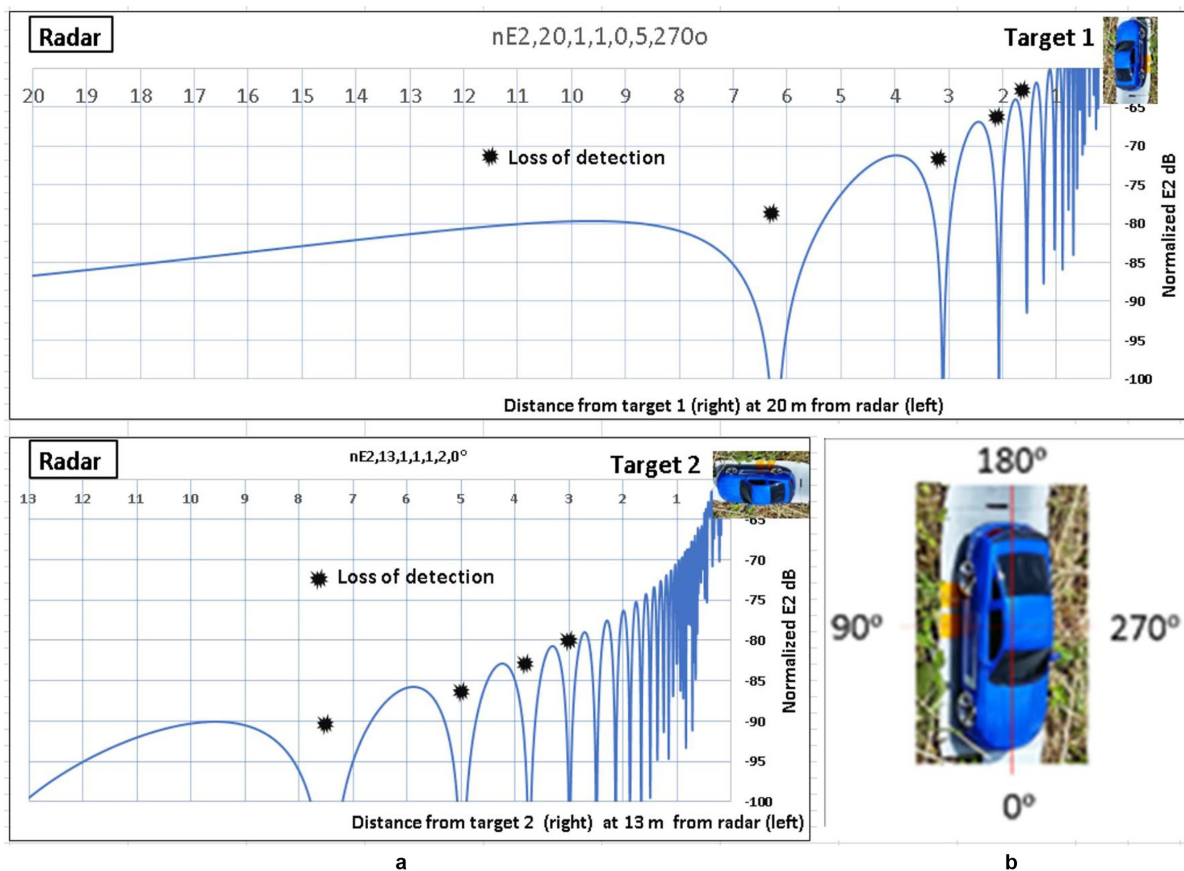 Radar
nE2,20,1,1,0,5,270o
Target 1
20 19 18 17 16 15 14 13 12 11 10 9 8 7 6 5 4 3 2 1
-65
-70
-75
-80
-85
-90
-95
-100
Normalized E2 dB
Loss of detection
Distance from target 1 (right) at 20 m from radar (left)
Radar
nE2,13,1,1,1,2,0°
Target 2
13 12 11 10 9 8 7 6 5 4 3 2 1
-65
-70
-75
-80
-85
-90
-95
-100
Normalized E2 dB
Loss of detection
Distance from target 2 (right) at 13 m from radar (left)
180°
90°
270°
0°
a
b